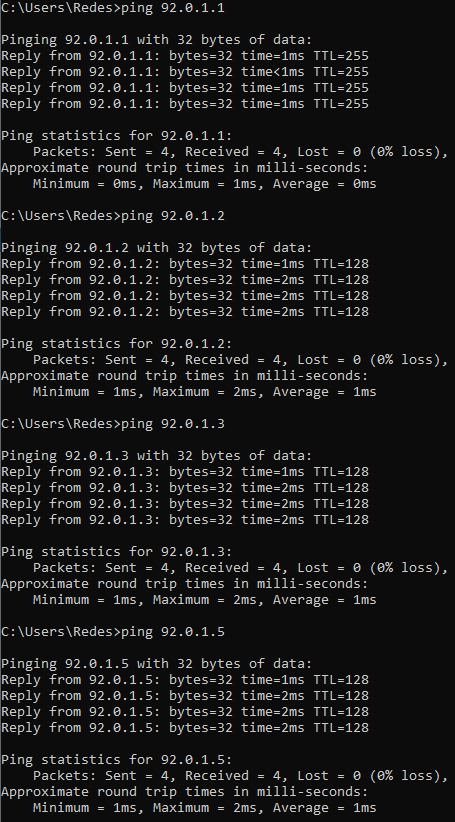 C:\Users\Redes>ping 92.0.1.1
Pinging 92.0.1.1 with 32 bytes of data:
Reply from 92.0.1.1: bytes=32 time=1ms TTL=255
Reply from 92.0.1.1: bytes=32 time<1ms TTL=255
Reply from 92.0.1.1: bytes=32 time=1ms TTL=255
Reply from 92.0.1.1: bytes=32 time=1ms TTL=255
Ping statistics for 92.0.1.1:
    Packets: Sent = 4, Received = 4, Lost = 0 (0% loss),
Approximate round trip times in milli-seconds:
    Minimum = 0ms, Maximum = 1ms, Average = 0ms
C:\Users\Redes>ping 92.0.1.2
Pinging 92.0.1.2 with 32 bytes of data:
Reply from 92.0.1.2: bytes=32 time=1ms TTL=128
Reply from 92.0.1.2: bytes=32 time=2ms TTL=128
Reply from 92.0.1.2: bytes=32 time=2ms TTL=128
Reply from 92.0.1.2: bytes=32 time=2ms TTL=128
Ping statistics for 92.0.1.2:
    Packets: Sent = 4, Received = 4, Lost = 0 (0% loss),
Approximate round trip times in milli-seconds:
    Minimum = 1ms, Maximum = 2ms, Average = 1ms
C:\Users\Redes>ping 92.0.1.3
Pinging 92.0.1.3 with 32 bytes of data:
Reply from 92.0.1.3: bytes=32 time=1ms TTL=128
Reply from 92.0.1.3: bytes=32 time=2ms TTL=128
Reply from 92.0.1.3: bytes=32 time=2ms TTL=128
Reply from 92.0.1.3: bytes=32 time=2ms TTL=128
Ping statistics for 92.0.1.3:
    Packets: Sent = 4, Received = 4, Lost = 0 (0% loss),
Approximate round trip times in milli-seconds:
    Minimum = 1ms, Maximum = 2ms, Average = 1ms
C:\Users\Redes>ping 92.0.1.5
Pinging 92.0.1.5 with 32 bytes of data:
Reply from 92.0.1.5: bytes=32 time=1ms TTL=128
Reply from 92.0.1.5: bytes=32 time=2ms TTL=128
Reply from 92.0.1.5: bytes=32 time=2ms TTL=128
Reply from 92.0.1.5: bytes=32 time=2ms TTL=128
Ping statistics for 92.0.1.5:
    Packets: Sent = 4, Received = 4, Lost = 0 (0% loss),
Approximate round trip times in milli-seconds:
    Minimum = 1ms, Maximum = 2ms, Average = 1ms